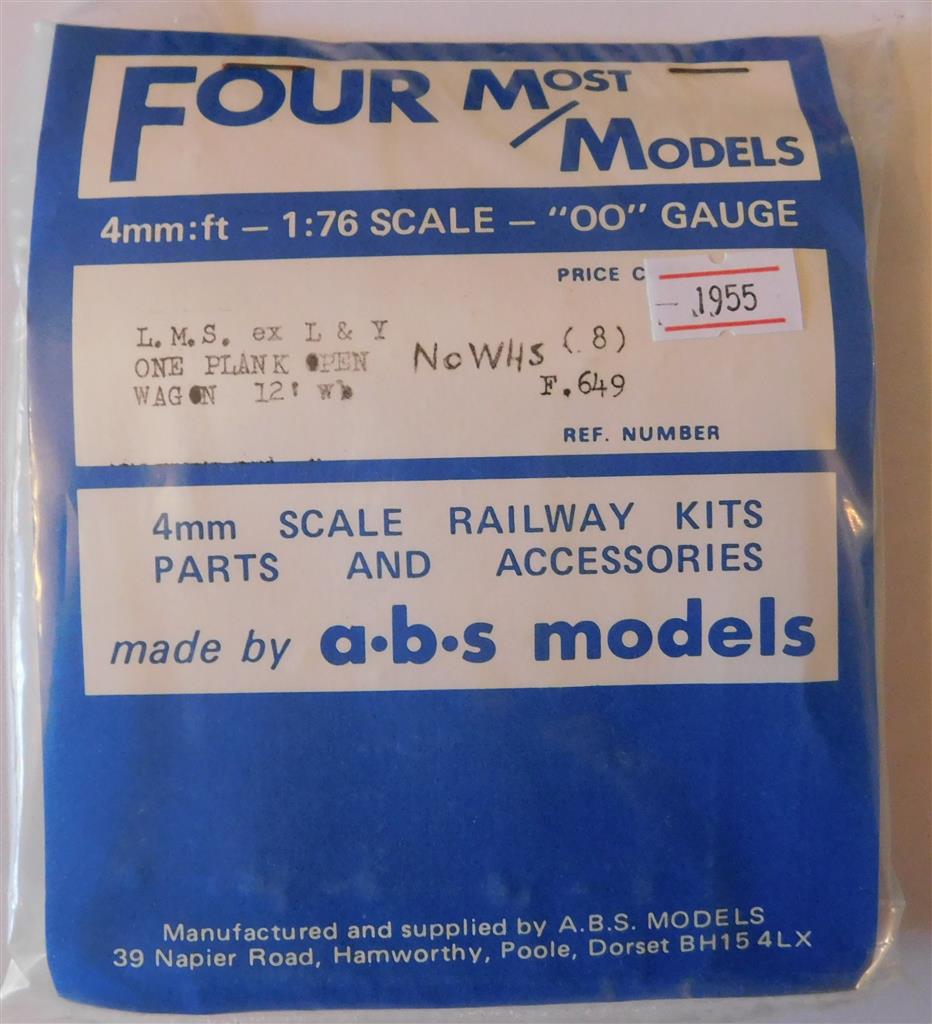 FOUR MOST
MODELS
4mm:ft — 1:76 SCALE — "OO" GAUGE
PRICE C
1955
L.M.S. ex L & Y
ONE PLANK OPEN
WAGON 12' wb
No WHS
(.8)
F.649
REF. NUMBER
4mm SCALE RAILWAY KITS
PARTS AND ACCESSORIES
made by a·b·s models
Manufactured and supplied by A.B.S. MODELS
39 Napier Road, Hamworthy, Poole, Dorset BH15 4LX